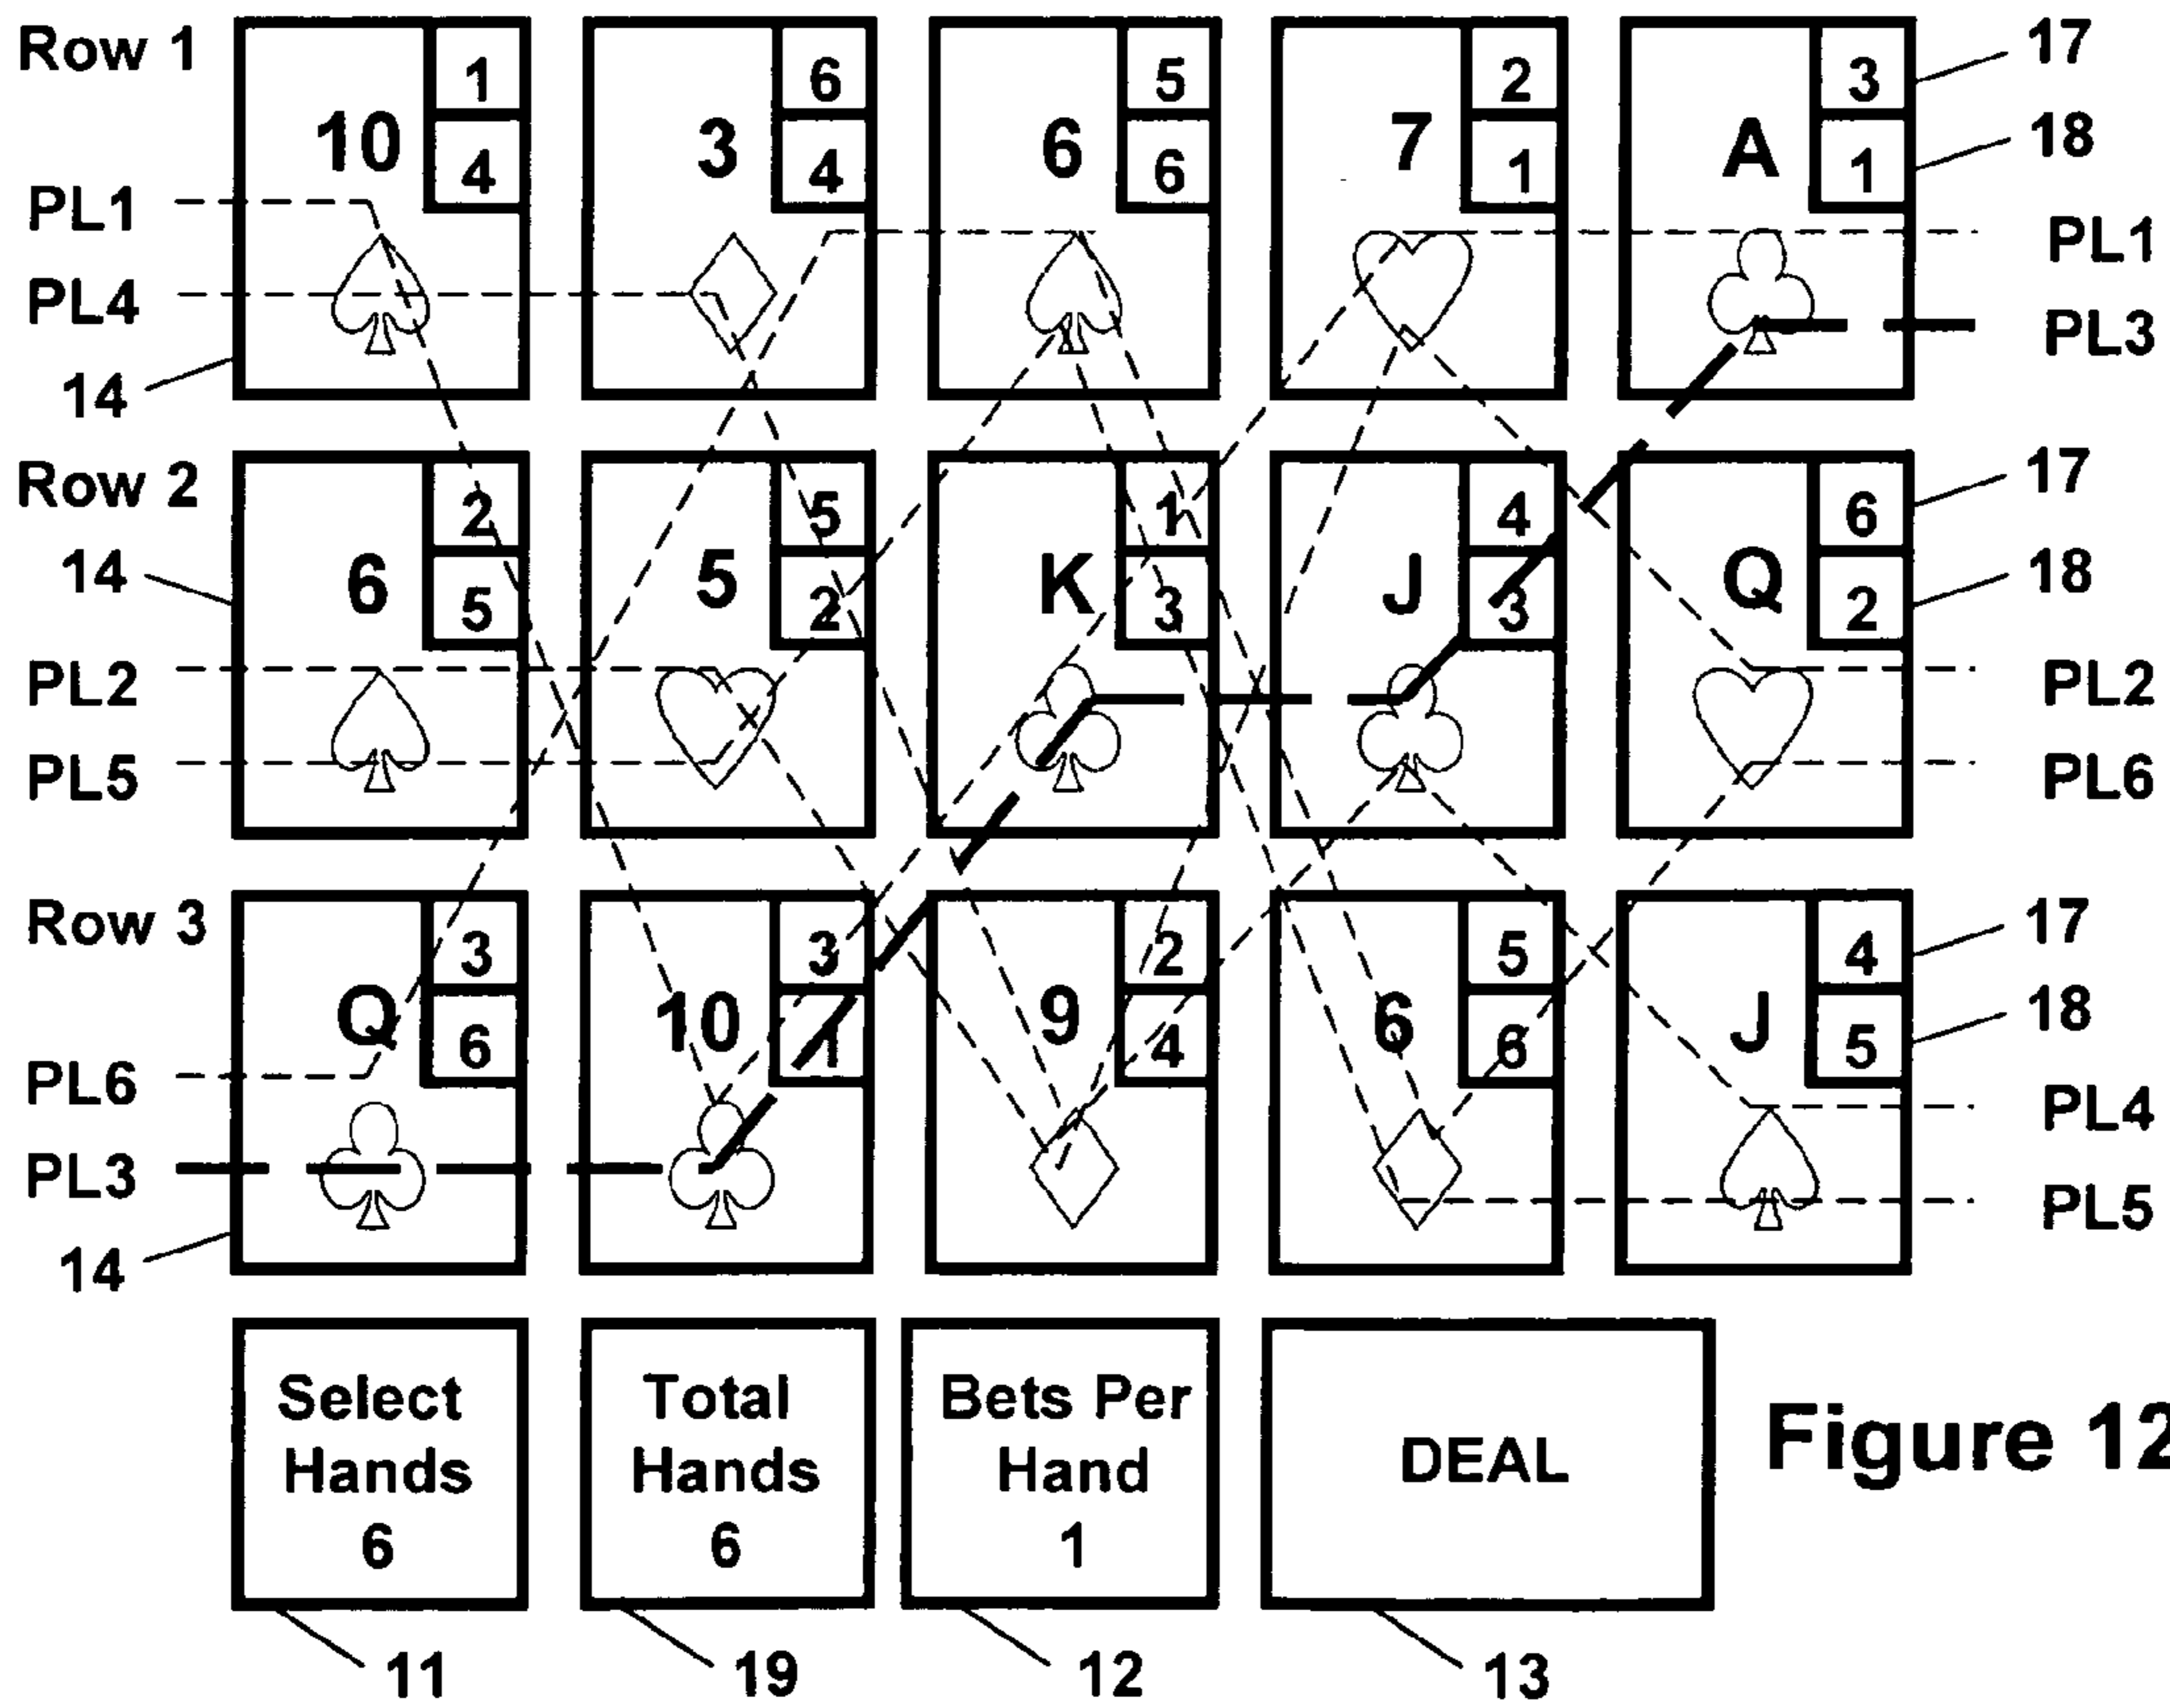 Row 1
1 6 5 2 3 17
10 3 6 7 A
4 4 6 1 1 18
PL1 PL1
PL4 PL3
14
Row 2
2 5 1 4 6 17
14 6 5 K J Q
5 2 3 3 2 18
PL2 PL2
PL5 PL6
Row 3
3 3 2 5 4 17
Q 10 9 6 J
6 1 4 6 5 18
PL6 PL4
PL3 PL5
14
Select Hands 6
Total Hands 6
Bets Per Hand 1
DEAL
Figure 12
11 19 12 13